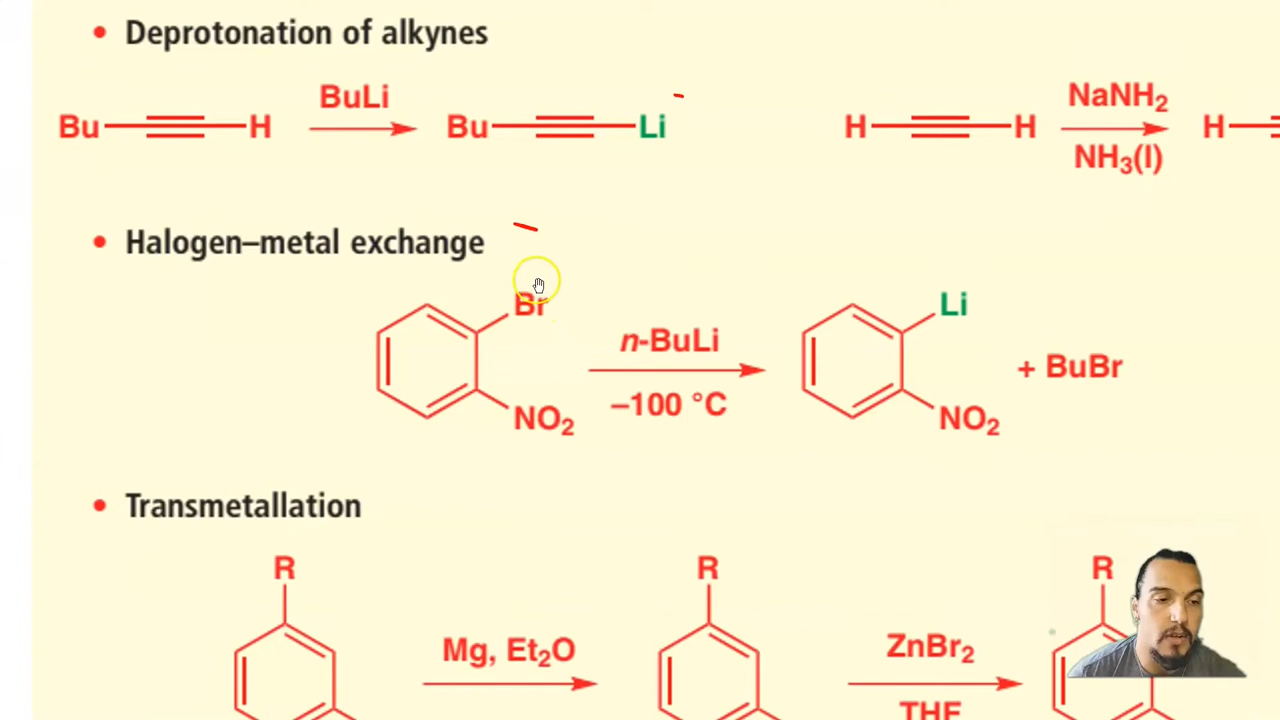 • Deprotonation of alkynes
BuLi
Bu H
Bu Li
NaNH2
H H
NH3(l)
H
• Halogen–metal exchange
Br
NO2
n-BuLi
–100 °C
Li
NO2
+ BuBr
• Transmetallation
R
Mg, Et2O
R
ZnBr2
THF
R